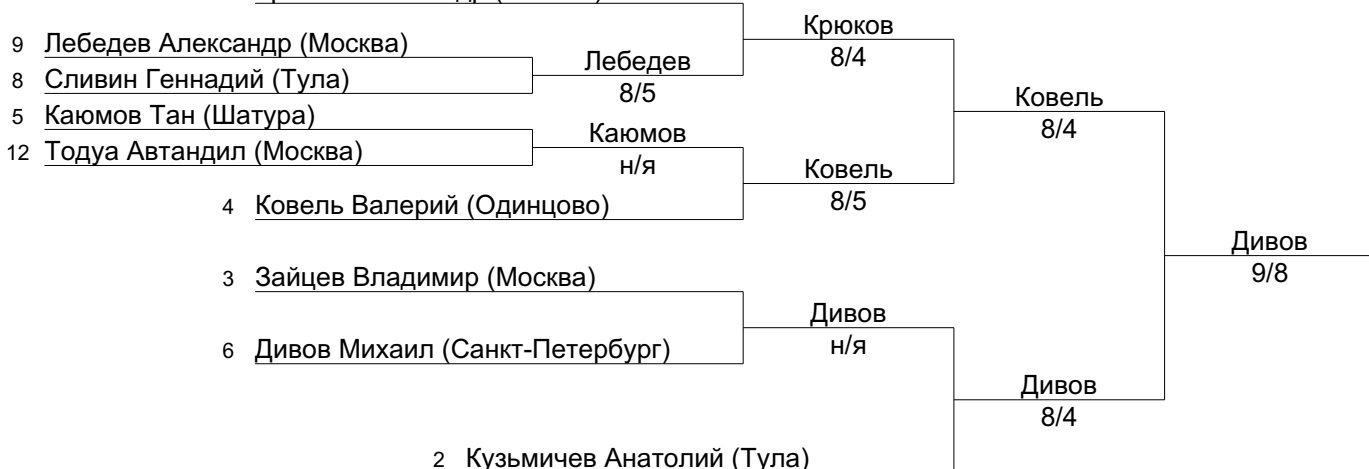 Крюков
9 Лебедев Александр (Москва)
8/4
Лебедев
8 Сливин Геннадий (Тула)
8/5
Ковель
5 Каюмов Тан (Шатура)
8/4
Каюмов
12 Тодуа Автандил (Москва)
н/я
Ковель
8/5
4 Ковель Валерий (Одинцово)
Дивов
9/8
3 Зайцев Владимир (Москва)
Дивов
н/я
6 Дивов Михаил (Санкт-Петербург)
Дивов
8/4
2 Кузьмичев Анатолий (Тула)